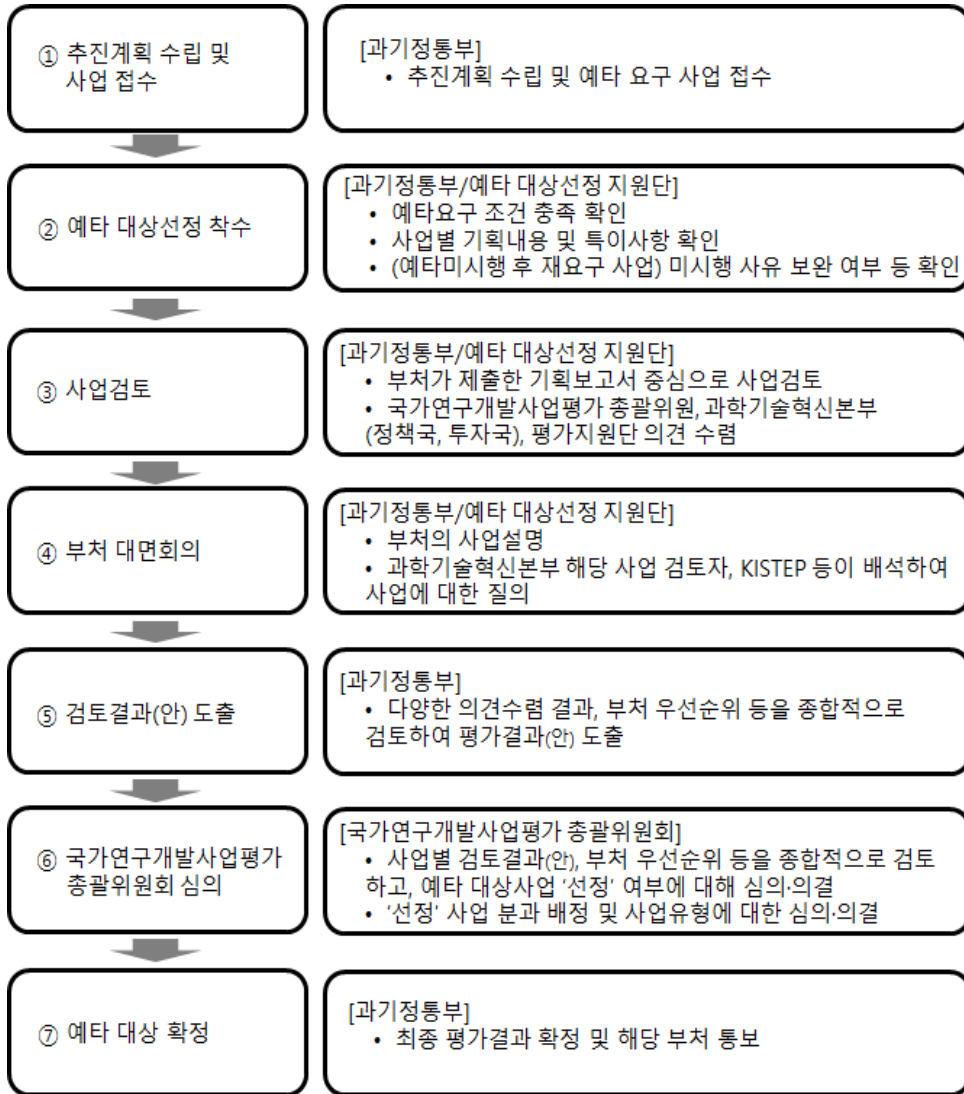 ① 추진계획 수립 및
사업 접수
[과기정통부]
• 추진계획 수립 및 예타 요구 사업 접수
② 예타 대상선정 착수
[과기정통부/예타 대상선정 지원단]
• 예타요구 조건 충족 확인
• 사업별 기획내용 및 특이사항 확인
• (예타미시행 후 재요구 사업) 미시행 사유 보완 여부 등 확인
③ 사업검토
[과기정통부/예타 대상선정 지원단]
• 부처가 제출한 기획보고서 중심으로 사업검토
• 국가연구개발사업평가 총괄위원, 과학기술혁신본부
(정책국, 투자국), 평가지원단 의견 수렴
④ 부처 대면회의
[과기정통부/예타 대상선정 지원단]
• 부처의 사업설명
• 과학기술혁신본부 해당 사업 검토자, KISTEP 등이 배석하여
사업에 대한 질의
⑤ 검토결과(안) 도출
[과기정통부]
• 다양한 의견수렴 결과, 부처 우선순위 등을 종합적으로
검토하여 평가결과(안) 도출
⑥ 국가연구개발사업평가
총괄위원회 심의
[국가연구개발사업평가 총괄위원회]
• 사업별 검토결과(안), 부처 우선순위 등을 종합적으로 검토
하고, 예타 대상사업 ‘선정’ 여부에 대해 심의·의결
• ‘선정’ 사업 분과 배정 및 사업유형에 대한 심의·의결
⑦ 예타 대상 확정
[과기정통부]
• 최종 평가결과 확정 및 해당 부처 통보